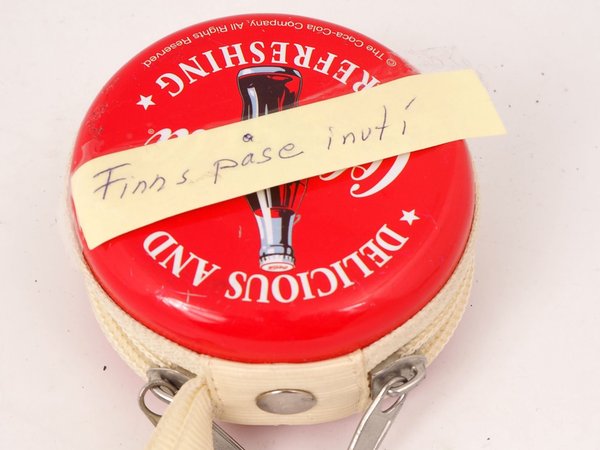 © The Coca-Cola Company. All Rights Reserved.
DELICIOUS AND REFRESHING
Finns påse inuti